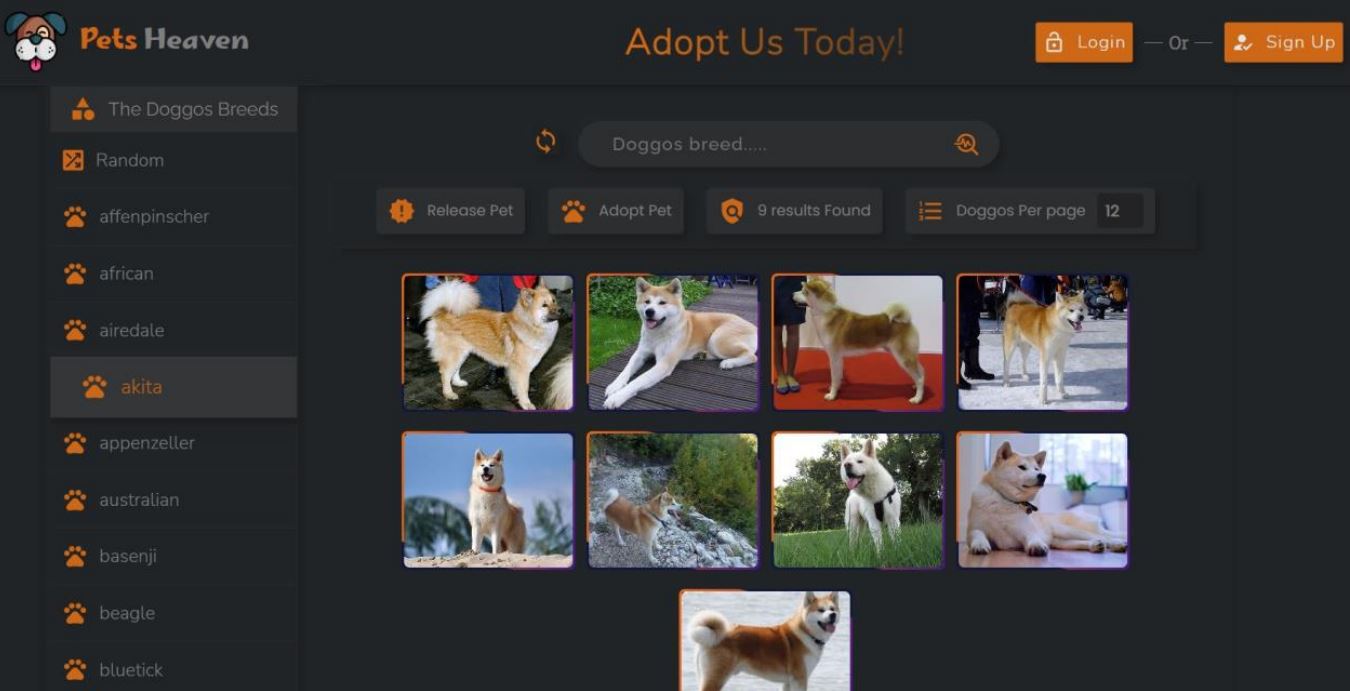 Pets Heaven
Adopt Us Today!
Login
— Or —
Sign Up
The Doggos Breeds
Random
affenpinscher
african
airedale
akita
appenzeller
australian
basenji
beagle
bluetick
Doggos breed.....
Release Pet
Adopt Pet
9 results Found
Doggos Per page 12